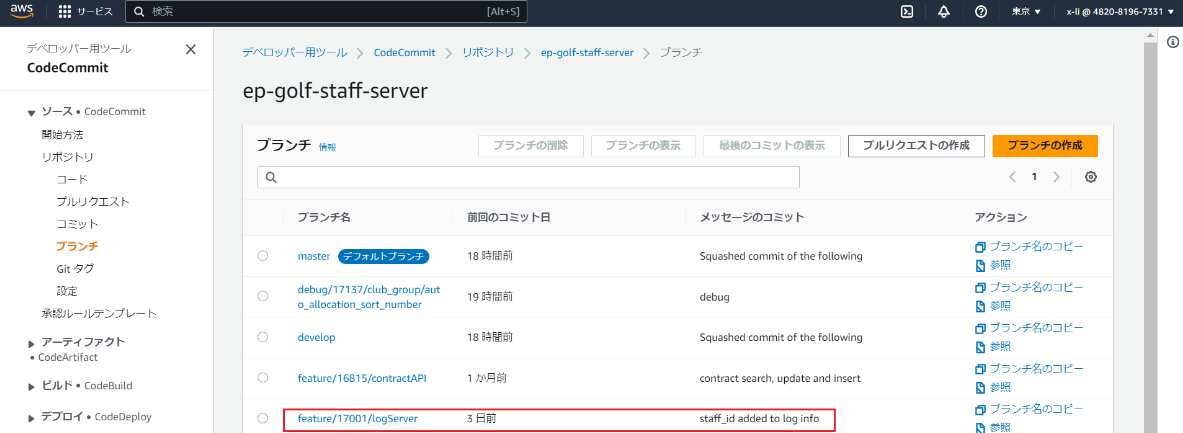 aws
サービス
検索
[Alt+S]
東京
x-li @ 4820-8196-7331
デベロッパー用ツール
CodeCommit
ソース • CodeCommit
開始方法
リポジトリ
コード
プルリクエスト
コミット
ブランチ
Git タグ
設定
承認ルールテンプレート
アーティファクト
• CodeArtifact
ビルド • CodeBuild
デプロイ • CodeDeploy
デベロッパー用ツール
CodeCommit
リポジトリ
ep-golf-staff-server
ブランチ
ep-golf-staff-server
ブランチ 情報
ブランチの削除
ブランチの表示
最後のコミットの表示
プルリクエストの作成
ブランチの作成
1
ブランチ名
前回のコミット日
メッセージのコミット
アクション
master デフォルトブランチ
18 時間前
Squashed commit of the following
ブランチ名のコピー
参照
debug/17137/club_group/aut
o_allocation_sort_number
19 時間前
debug
ブランチ名のコピー
参照
develop
18 時間前
Squashed commit of the following
ブランチ名のコピー
参照
feature/16815/contractAPI
1 か月前
contract search, update and insert
ブランチ名のコピー
参照
feature/17001/logServer
3 日前
staff_id added to log info
ブランチ名のコピー
参照